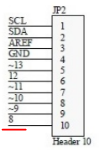 JP2
SCL 1
SDA 2
AREF 3
GND 4
~13 5
12 6
~11 7
~10 8
~9 9
8 10
Header 10